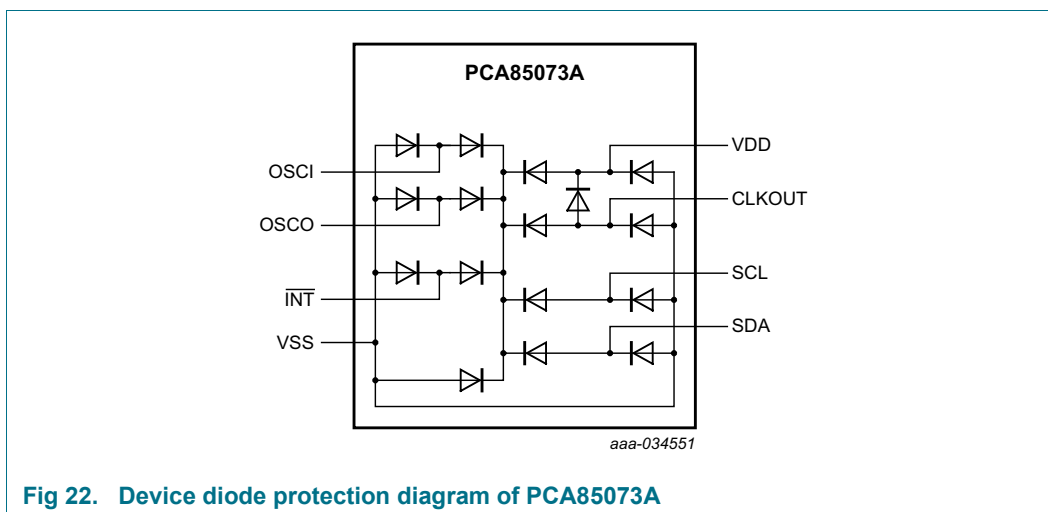 PCA85073A
OSCI
OSCO
INT
VSS
VDD
CLKOUT
SCL
SDA
aaa-034551
Fig 22. Device diode protection diagram of PCA85073A